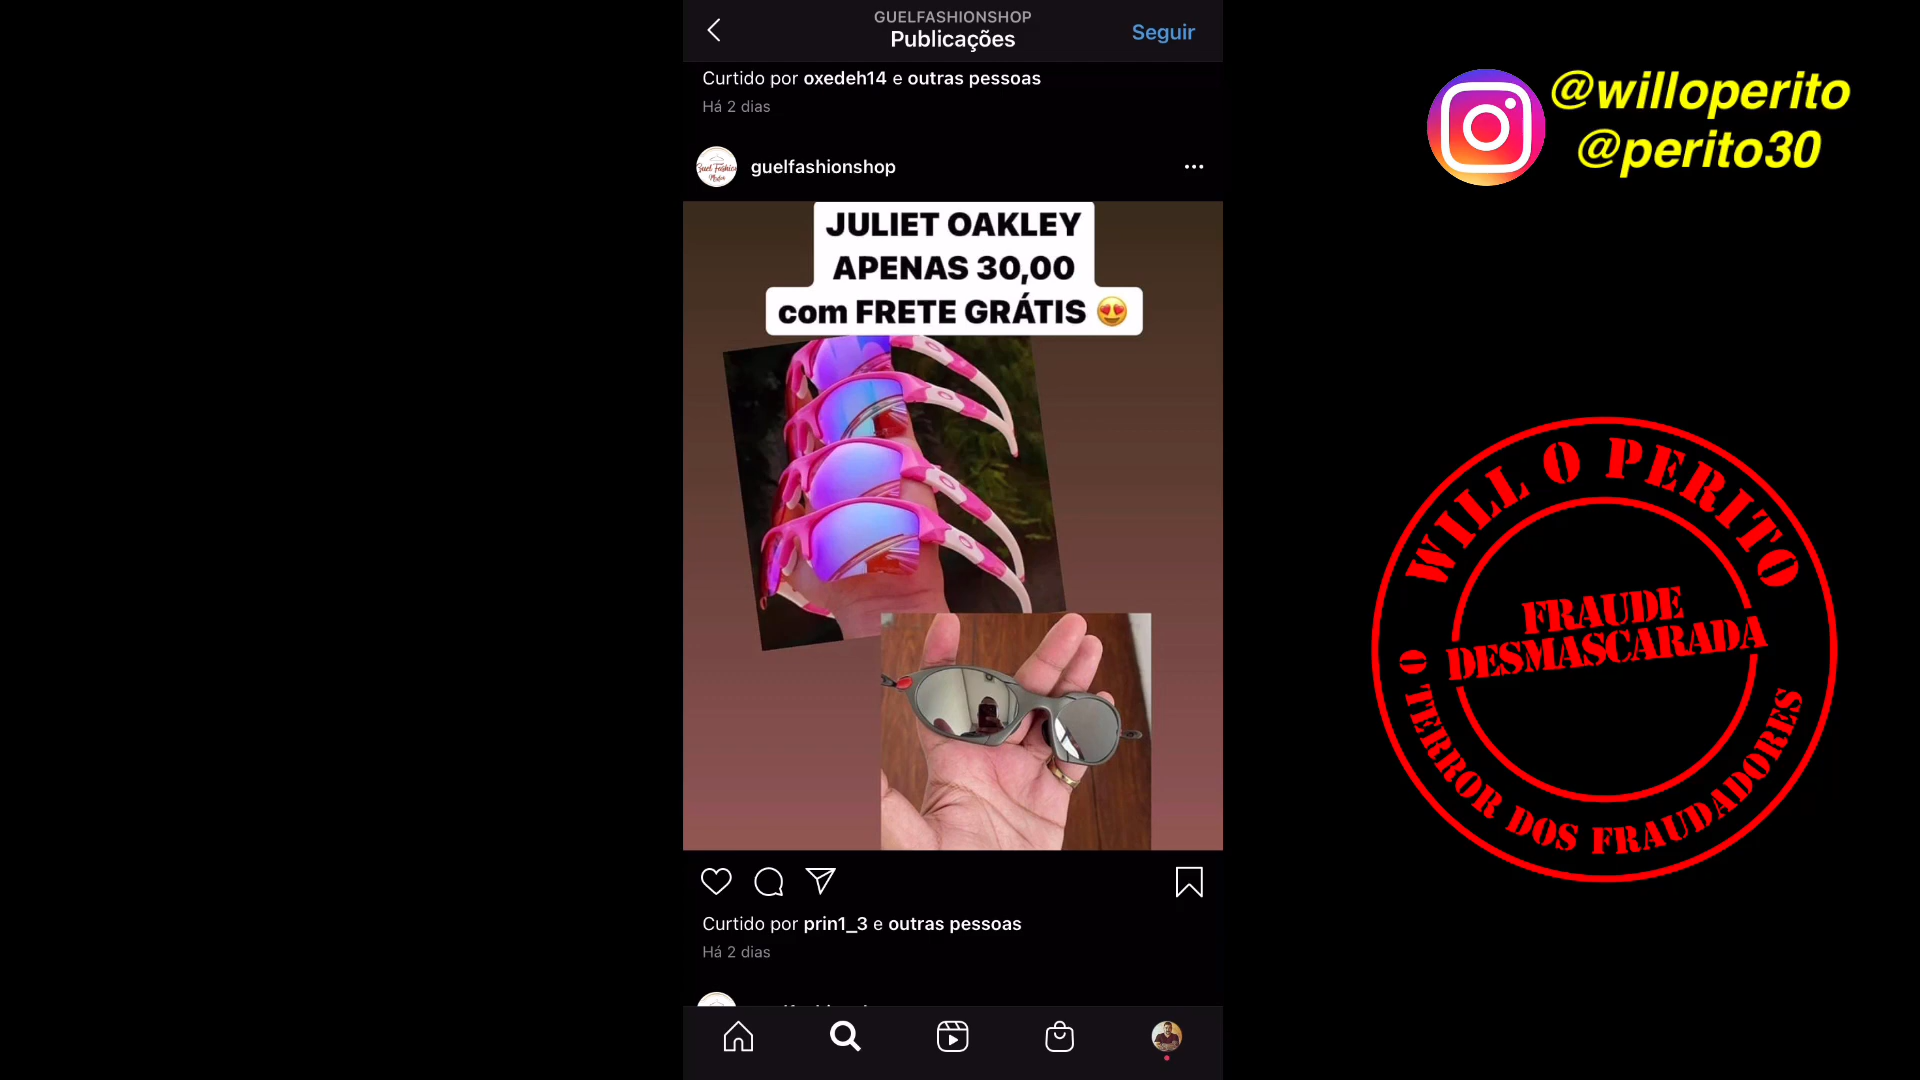 GUELFASHIONSHOP
Publicações
Seguir
Curtido por oxedeh14 e outras pessoas
Há 2 dias
guelfashionshop
JULIET OAKLEY
APENAS 30,00
com FRETE GRÁTIS 😍
Curtido por prin1_3 e outras pessoas
Há 2 dias
@willoperito
@perito30
WILL O PERITO
FRAUDE
DESMASCARADA
O TERROR DOS FRAUDADORES